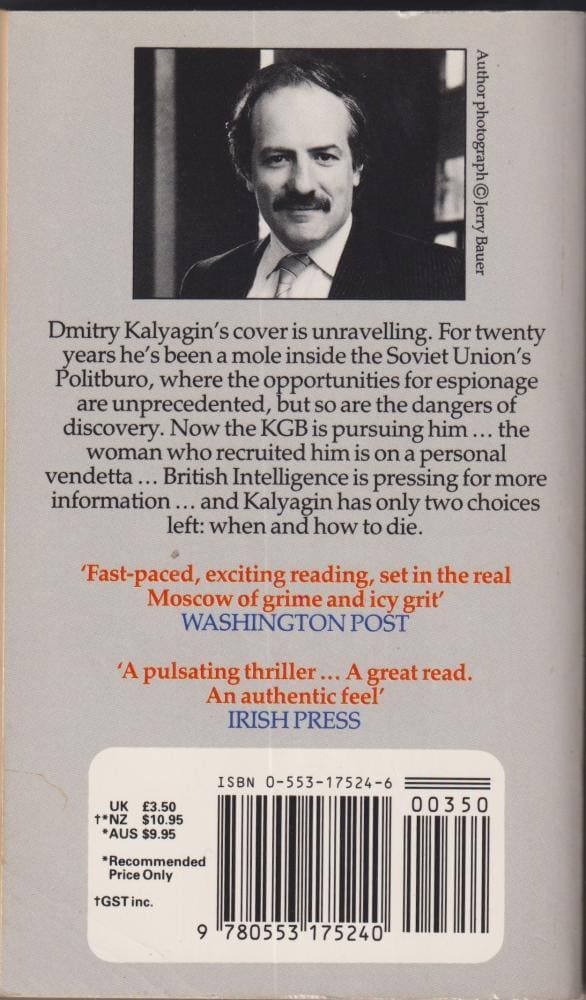 Author photograph © Jerry Bauer
Dmitry Kalyagin's cover is unravelling. For twenty
years he's been a mole inside the Soviet Union's
Politburo, where the opportunities for espionage
are unprecedented, but so are the dangers of
discovery. Now the KGB is pursuing him ... the
woman who recruited him is on a personal
vendetta ... British Intelligence is pressing for more
information ... and Kalyagin has only two choices
left: when and how to die.
'Fast-paced, exciting reading, set in the real
Moscow of grime and icy grit'
WASHINGTON POST
'A pulsating thriller ... A great read.
An authentic feel'
IRISH PRESS
ISBN 0-553-17524-6
00350
UK £3.50
†*NZ $10.95
*AUS $9.95
*Recommended
Price Only
†GST inc.
9 780553 175240